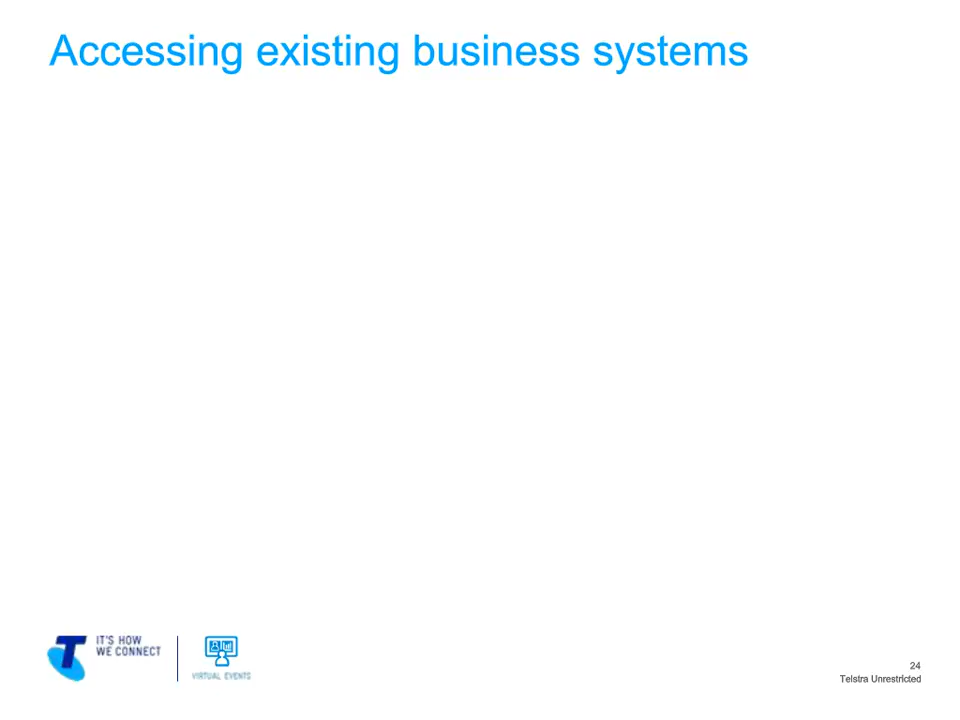 Accessing existing business systems
IT'S HOW
WE CONNECT
VIRTUAL EVENTS
24
Telstra Unrestricted